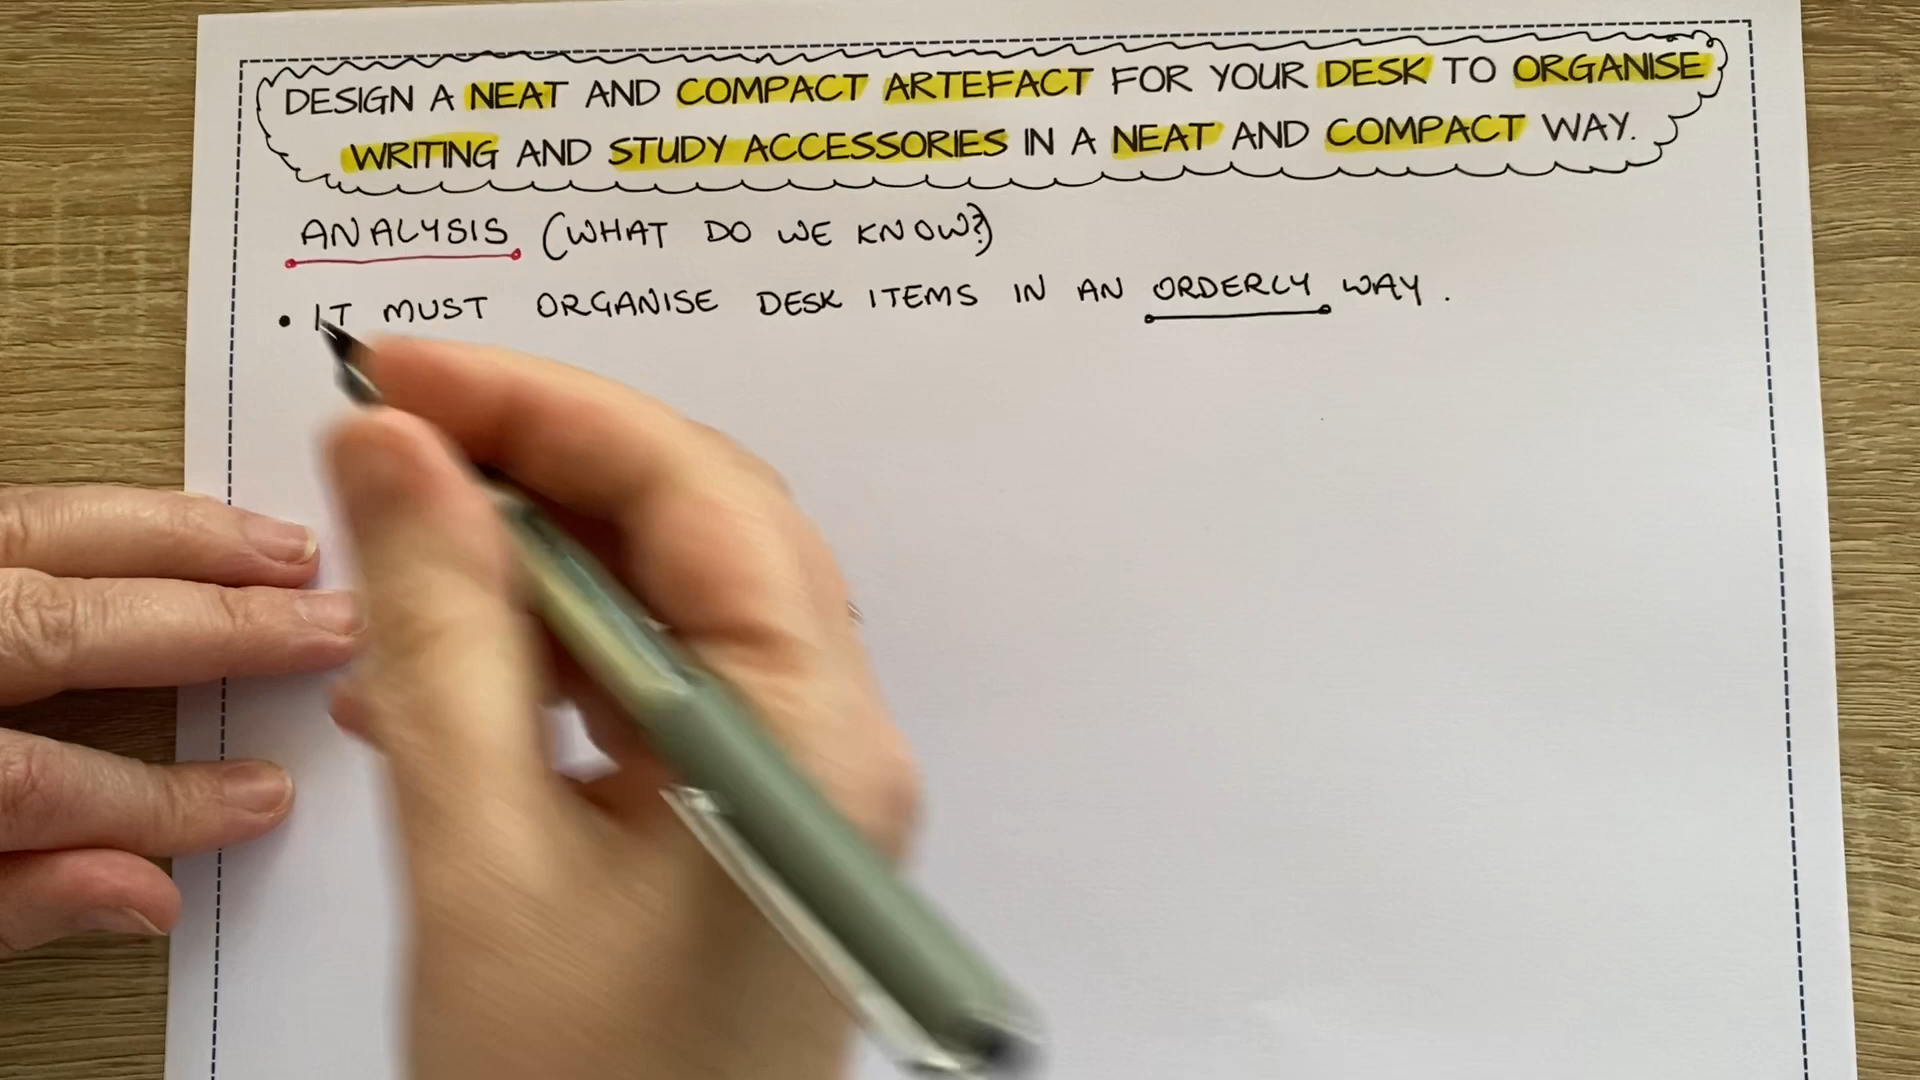 DESIGN A NEAT AND COMPACT ARTEFACT FOR YOUR DESK TO ORGANISE
WRITING AND STUDY ACCESSORIES IN A NEAT AND COMPACT WAY.
ANALYSIS (WHAT DO WE KNOW?)
• IT MUST ORGANISE DESK ITEMS IN AN ORDERLY WAY.